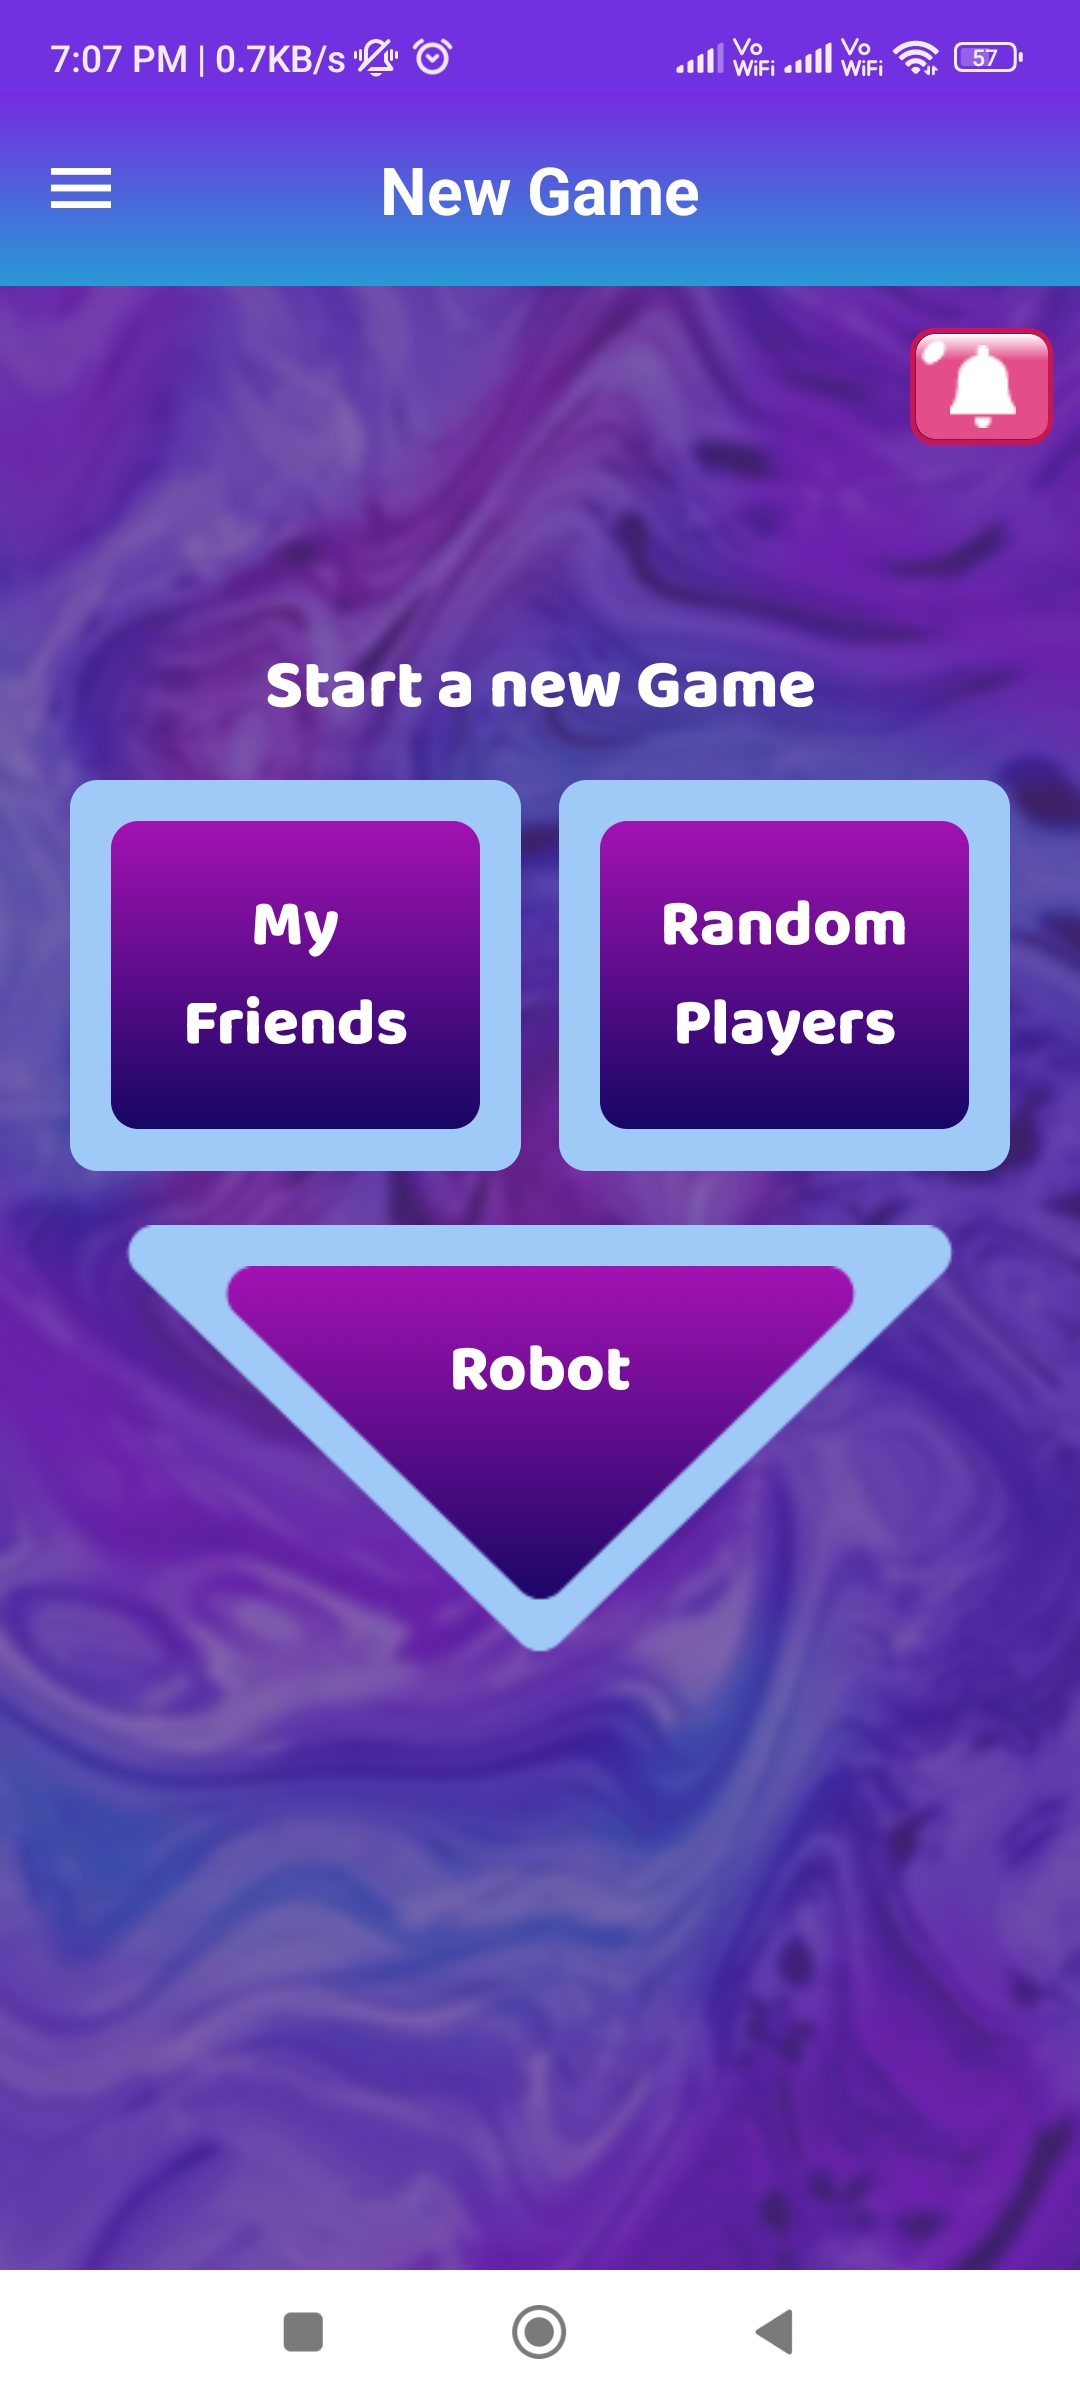 7:07 PM | 0.7KB/s
Vo
WiFi
Vo
WiFi
57
New Game
Start a new Game
My
Friends
Random
Players
Robot